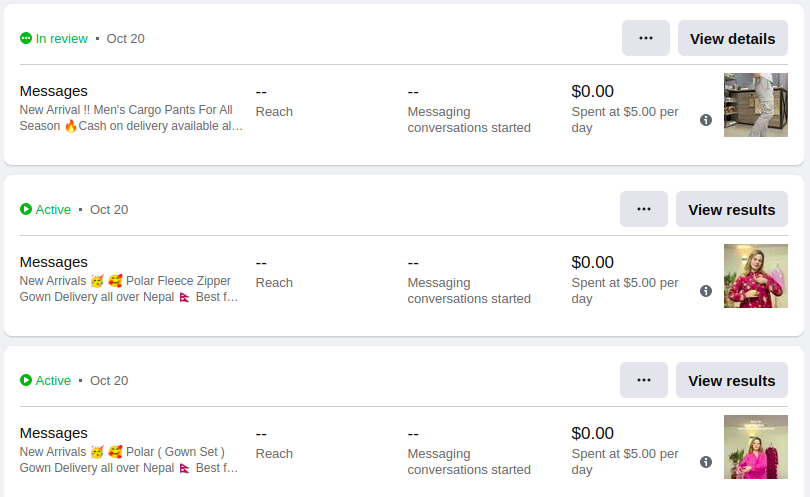 In review • Oct 20
... View details
Messages
New Arrival !! Men's Cargo Pants For All
Season 🔥Cash on delivery available al…
--
Reach
--
Messaging
conversations started
$0.00
Spent at $5.00 per
day
Active • Oct 20
... View results
Messages
New Arrivals 🥳 🥰 Polar Fleece Zipper
Gown Delivery all over Nepal 🇳🇵 Best f…
--
Reach
--
Messaging
conversations started
$0.00
Spent at $5.00 per
day
Active • Oct 20
... View results
Messages
New Arrivals 🥳 🥰 Polar ( Gown Set )
Gown Delivery all over Nepal 🇳🇵 Best f…
--
Reach
--
Messaging
conversations started
$0.00
Spent at $5.00 per
day